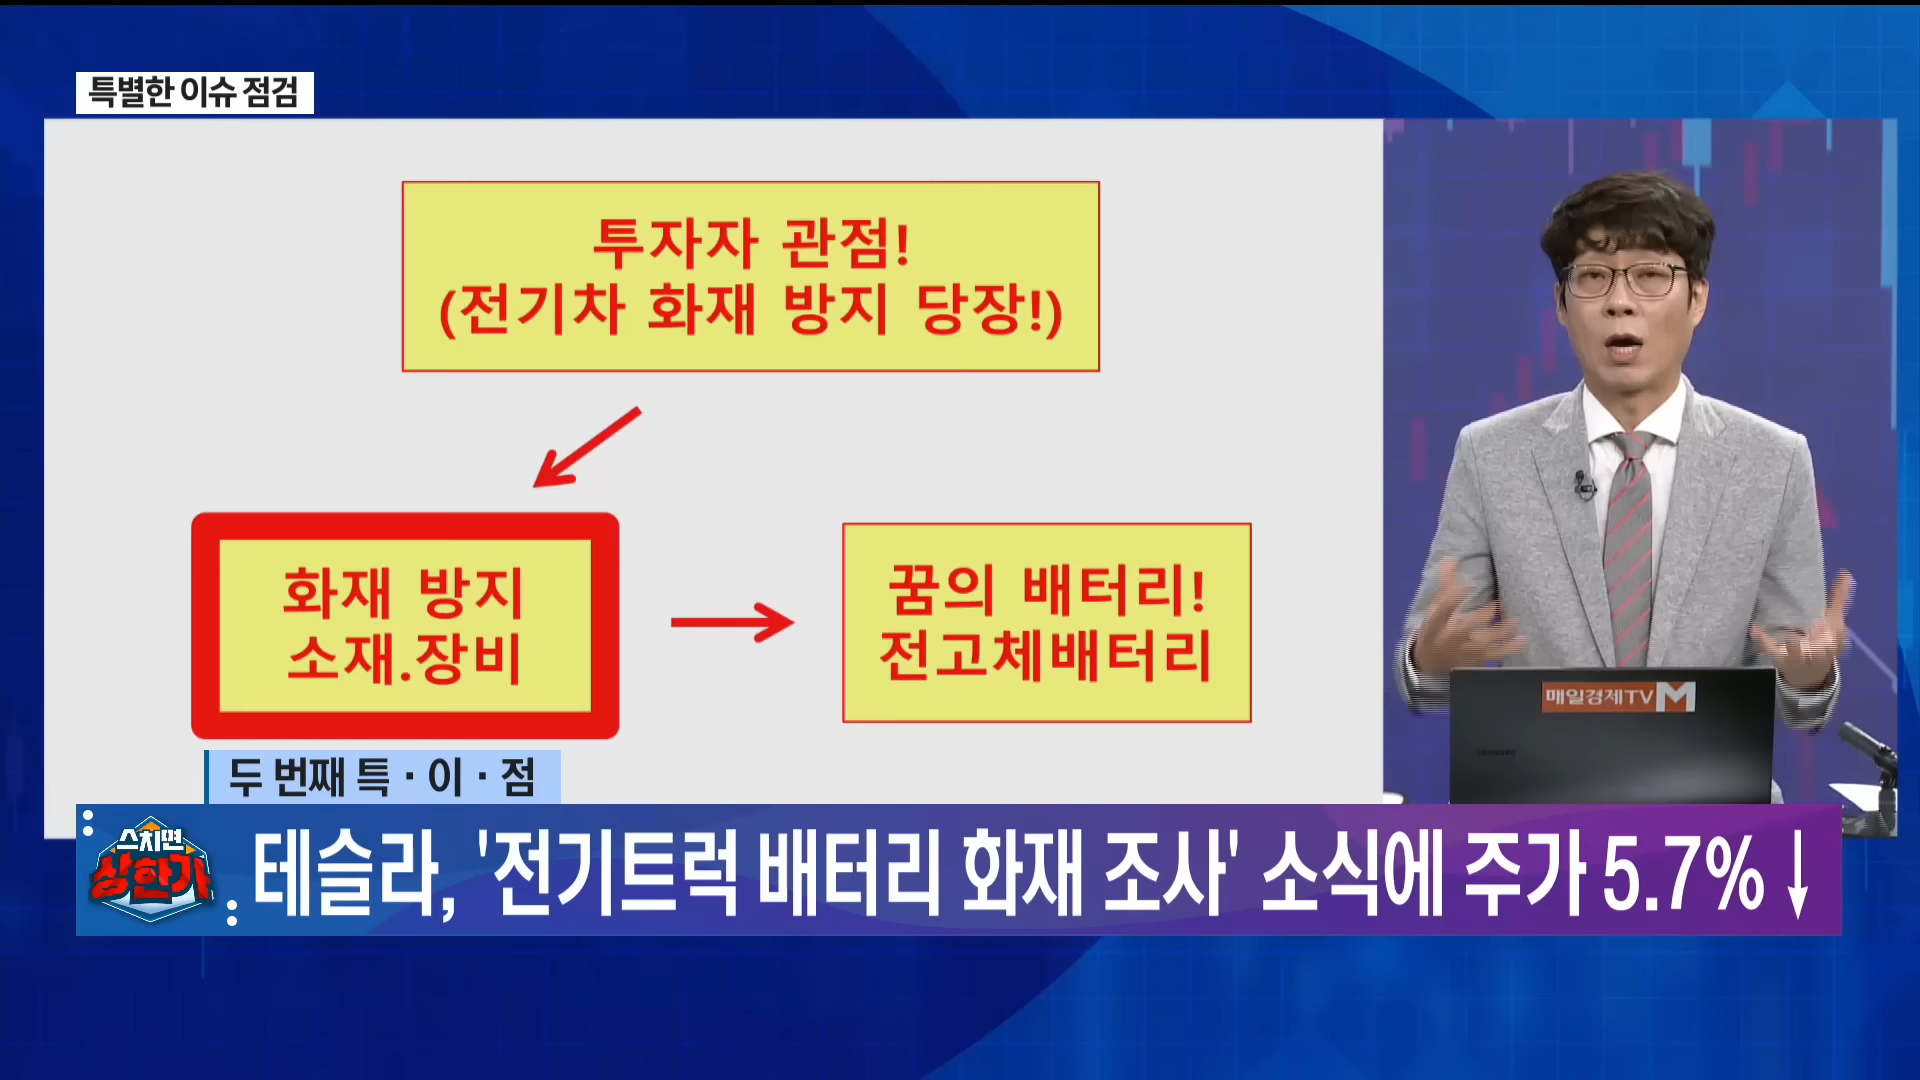 특별한 이슈 점검
투자자 관점!
(전기차 화재 방지 당장!)
화재 방지
소재.장비
꿈의 배터리!
전고체배터리
매일경제TV M
SAMSUNG
두 번째 특·이·점
스치면
상한가
테슬라, '전기트럭 배터리 화재 조사' 소식에 주가 5.7%↓